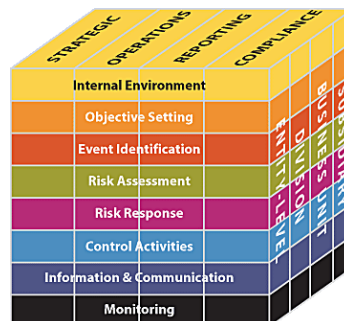 STRATEGIC
OPERATIONS
REPORTING
COMPLIANCE
Internal Environment
Objective Setting
Event Identification
Risk Assessment
Risk Response
Control Activities
Information & Communication
Monitoring
ENTITY-LEVEL
DIVISION
BUSINESS UNIT
SUBSIDIARY